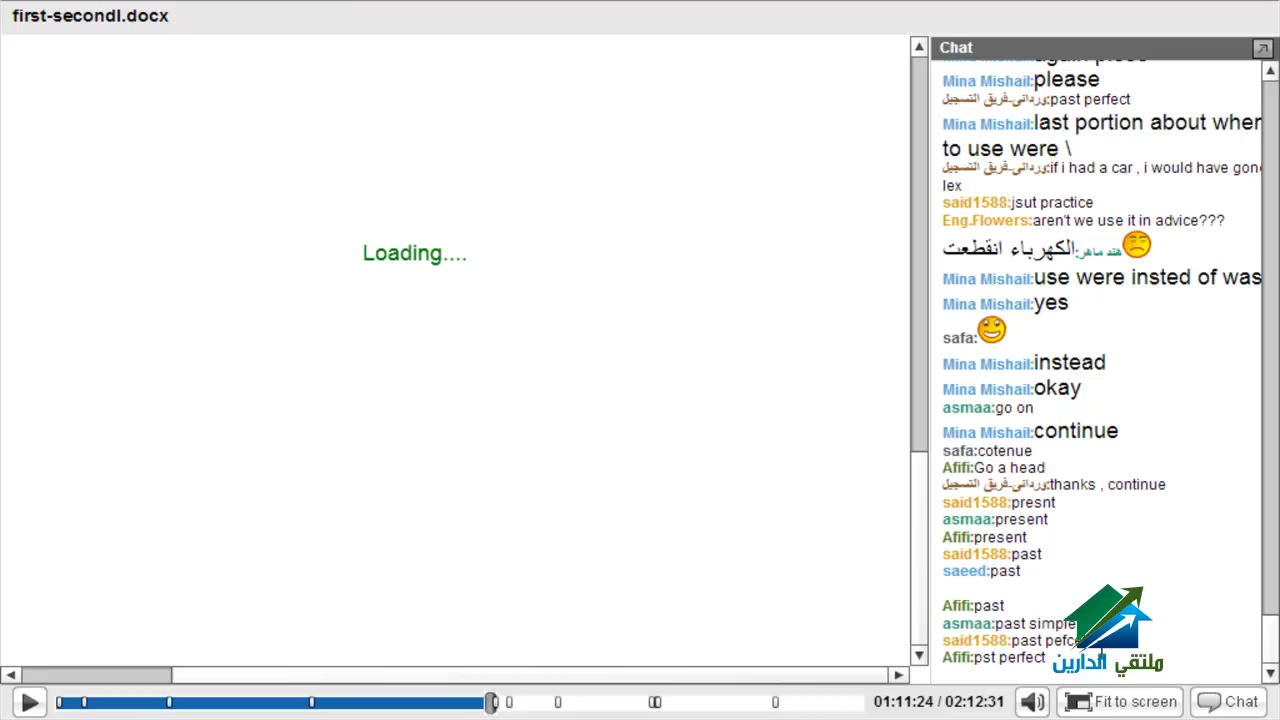 first-secondl.docx
Loading....
Chat
Mina Mishail:please
ورداني-فريق التسجيل:past perfect
Mina Mishail:last portion about wher
to use were \
ورداني-فريق التسجيل:if i had a car , i would have gone
lex
said1588:jsut practice
Eng.Flowers:aren't we use it in advice???
هند ماهر:الكهرباء انقطعت
Mina Mishail:use were insted of was
Mina Mishail:yes
safa:
Mina Mishail:instead
Mina Mishail:okay
asmaa:go on
Mina Mishail:continue
safa:cotenue
Afifi:Go a head
ورداني-فريق التسجيل:thanks , continue
said1588:presnt
asmaa:present
Afifi:present
said1588:past
saeed:past
Afifi:past
asmaa:past simple
said1588:past pefce
Afifi:pst perfect
ملتقي الدارين
01:11:24 / 02:12:31
Fit to screen
Chat